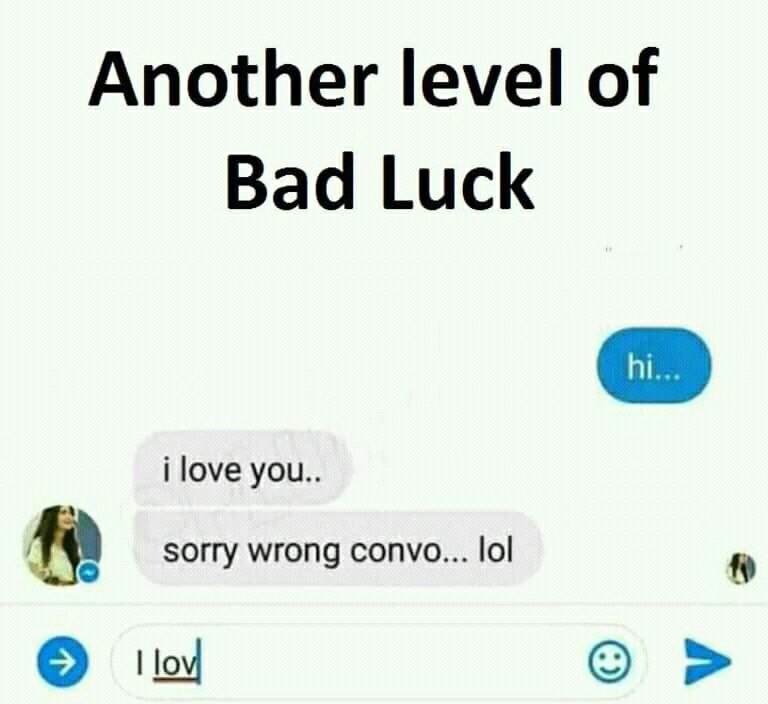 Another level of
Bad Luck
hi...
i love you..
sorry wrong convo... lol
I lov